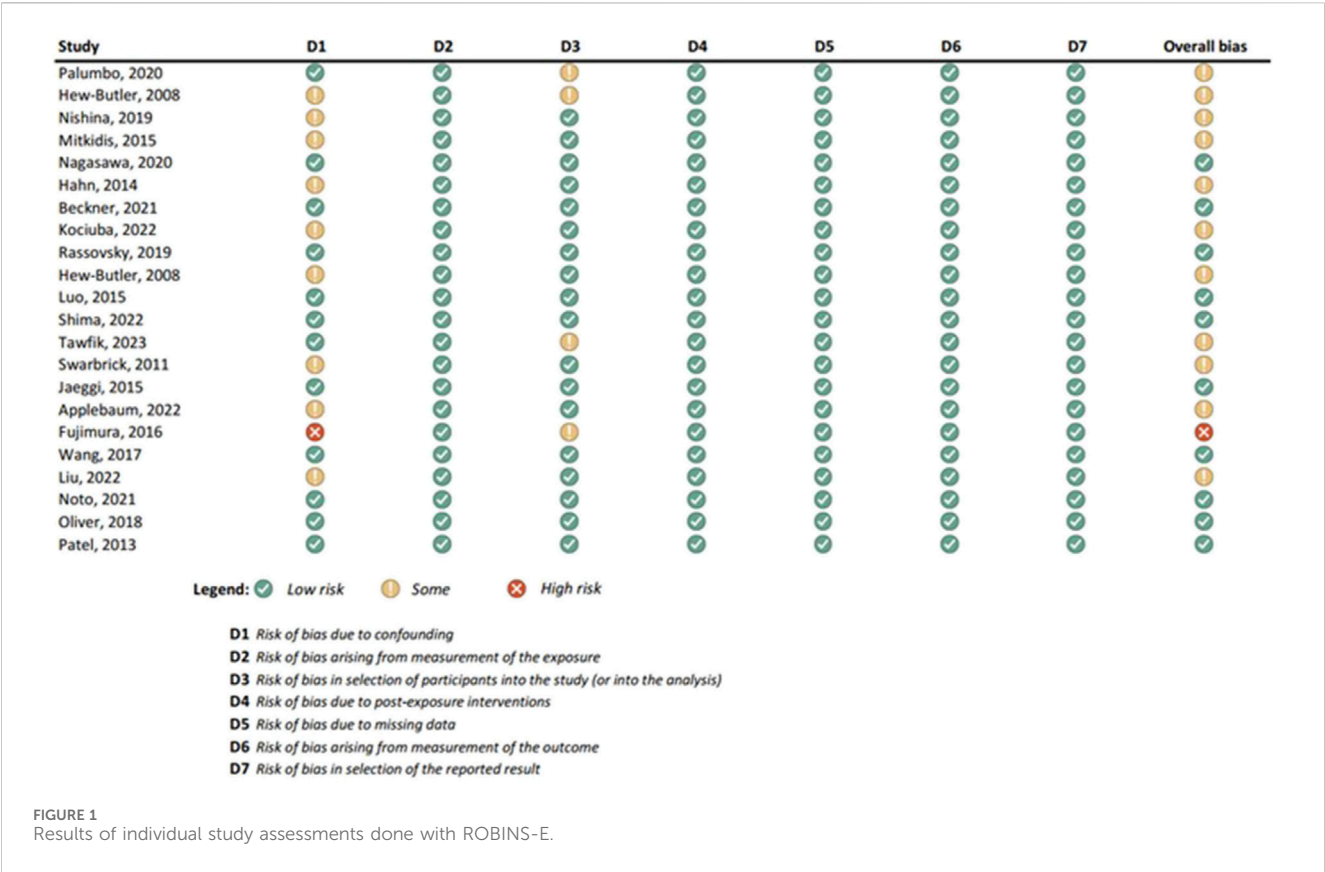 Study D1 D2 D3 D4 D5 D6 D7 Overall bias
Palumbo, 2020
Hew-Butler, 2008
Nishina, 2019
Mitkidis, 2015
Nagasawa, 2020
Hahn, 2014
Beckner, 2021
Kociuba, 2022
Rassovsky, 2019
Hew-Butler, 2008
Luo, 2015
Shima, 2022
Tawfik, 2023
Swarbrick, 2011
Jaeggi, 2015
Applebaum, 2022
Fujimura, 2016
Wang, 2017
Liu, 2022
Noto, 2021
Oliver, 2018
Patel, 2013
Legend: Low risk Some High risk
D1 Risk of bias due to confounding
D2 Risk of bias arising from measurement of the exposure
D3 Risk of bias in selection of participants into the study (or into the analysis)
D4 Risk of bias due to post-exposure interventions
D5 Risk of bias due to missing data
D6 Risk of bias arising from measurement of the outcome
D7 Risk of bias in selection of the reported result
FIGURE 1
Results of individual study assessments done with ROBINS-E.